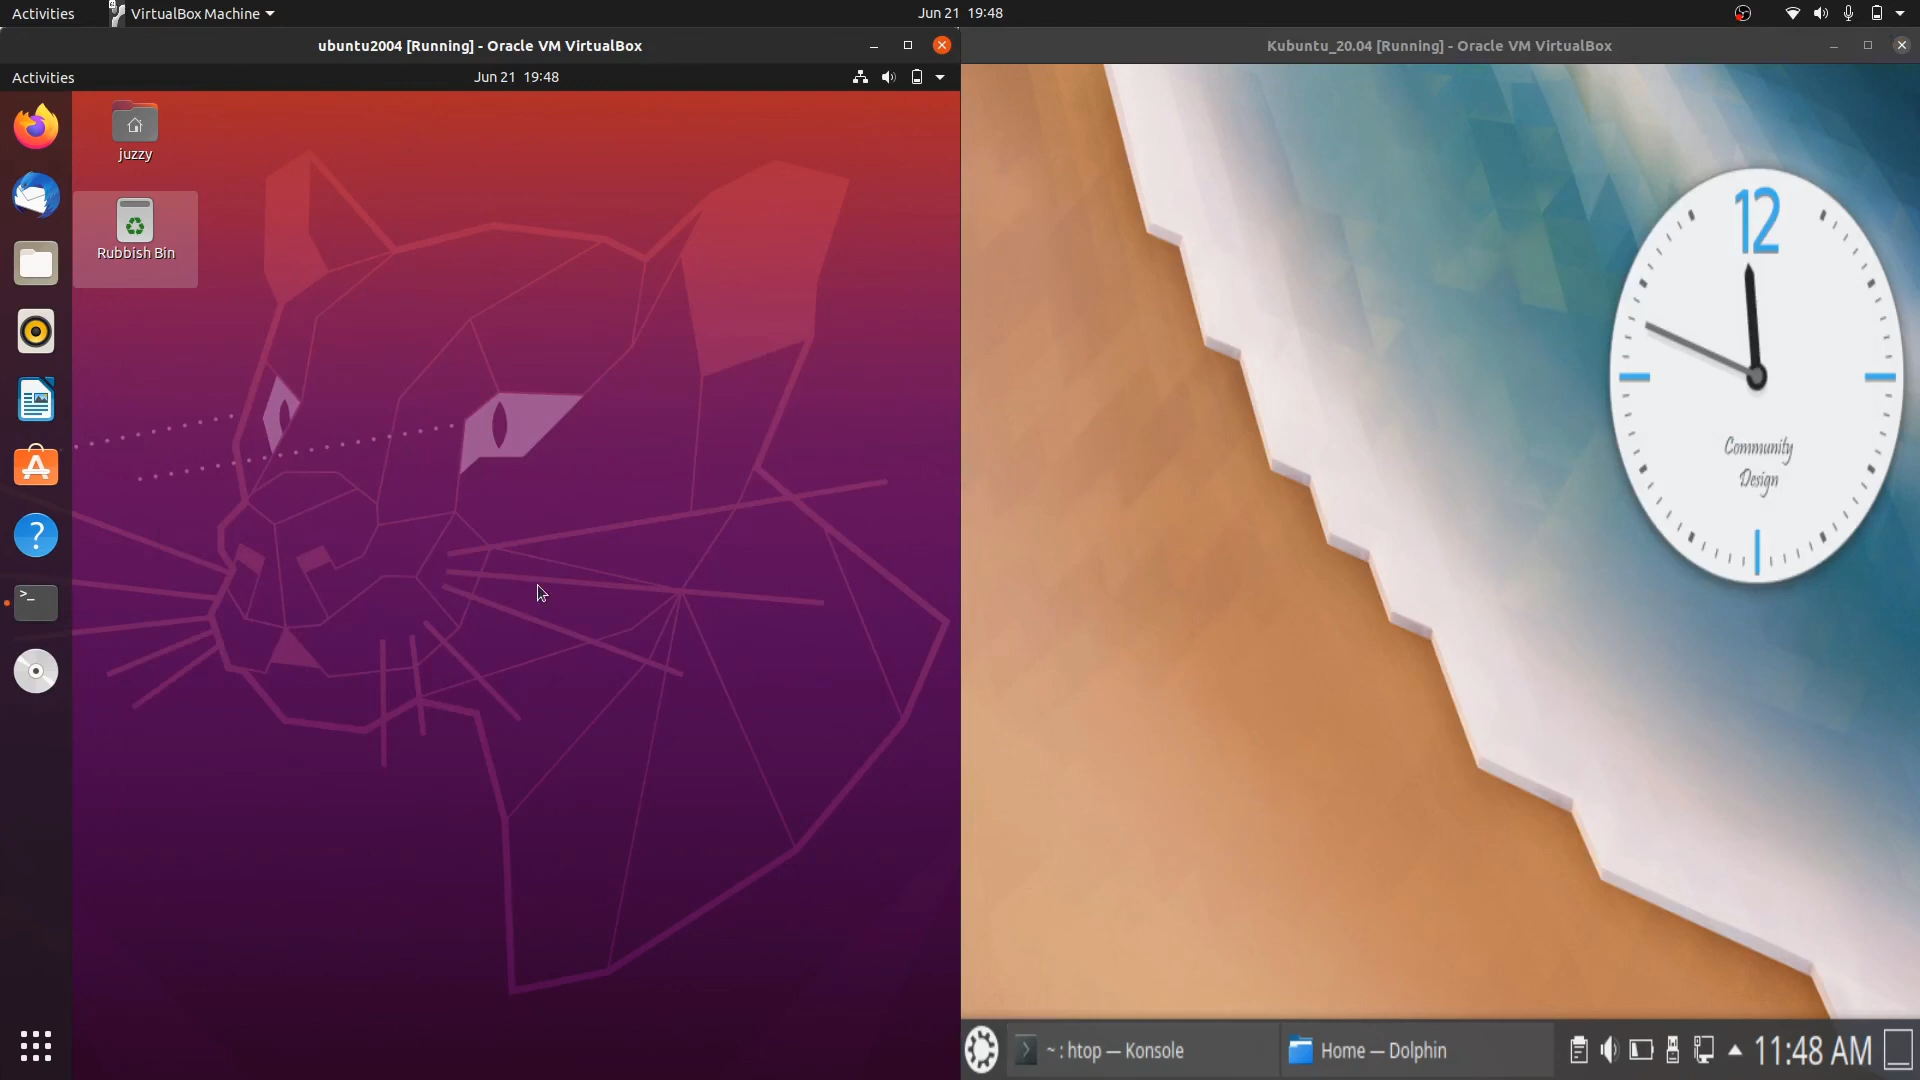 Activities
VirtualBox Machine
Jun 21 19:48
ubuntu2004 [Running] - Oracle VM VirtualBox
Kubuntu_20.04 [Running] - Oracle VM VirtualBox
Activities
Jun 21 19:48
juzzy
Rubbish Bin
12
Community
Design
~ : htop — Konsole
Home — Dolphin
11:48 AM